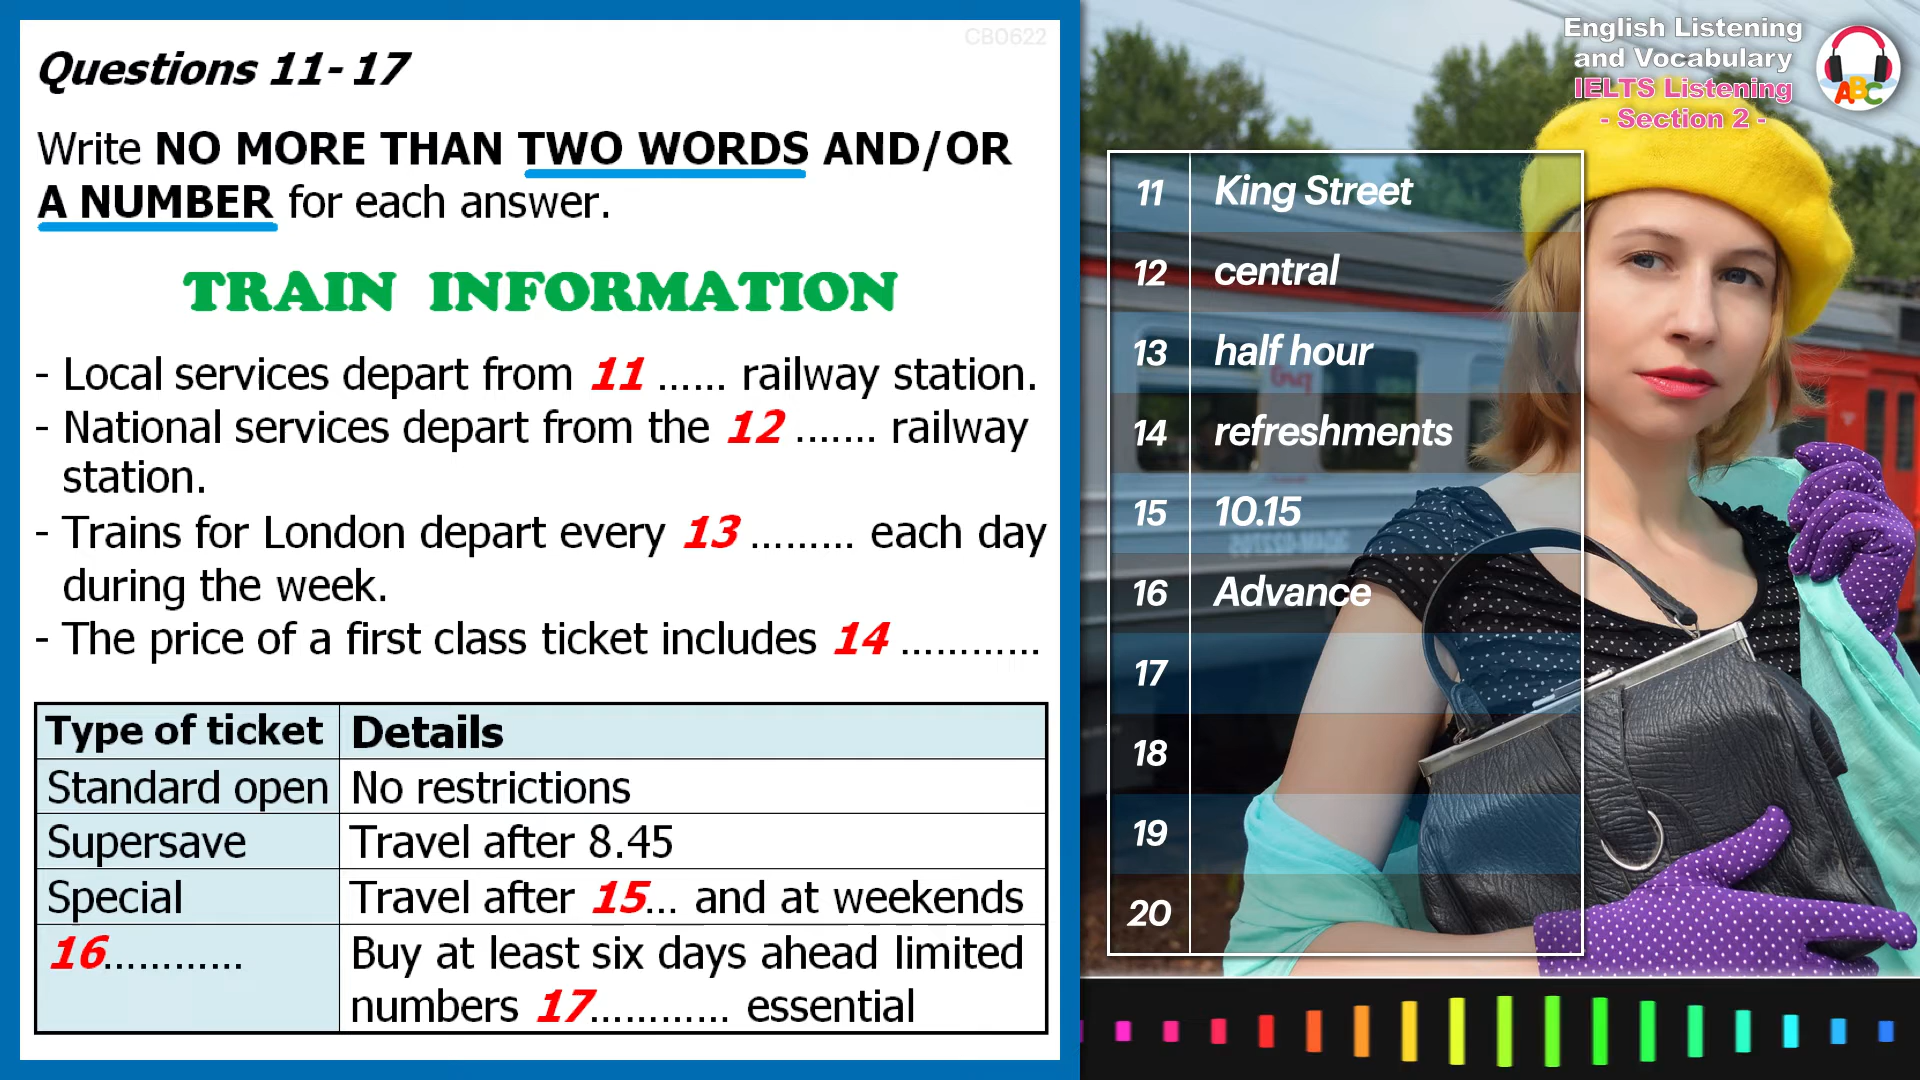 CB0622
Questions 11- 17
Write NO MORE THAN TWO WORDS AND/OR
A NUMBER for each answer.
TRAIN INFORMATION
- Local services depart from 11 ...... railway station.
- National services depart from the 12 ....... railway
station.
- Trains for London depart every 13 ......... each day
during the week.
- The price of a first class ticket includes 14 ............
Type of ticket Details
Standard open No restrictions
Supersave Travel after 8.45
Special Travel after 15... and at weekends
16............ Buy at least six days ahead limited
numbers 17............ essential
English Listening
and Vocabulary
IELTS Listening
- Section 2 -
ABC
11 King Street
12 central
13 half hour
14 refreshments
15 10.15
16 Advance
17
18
19
20